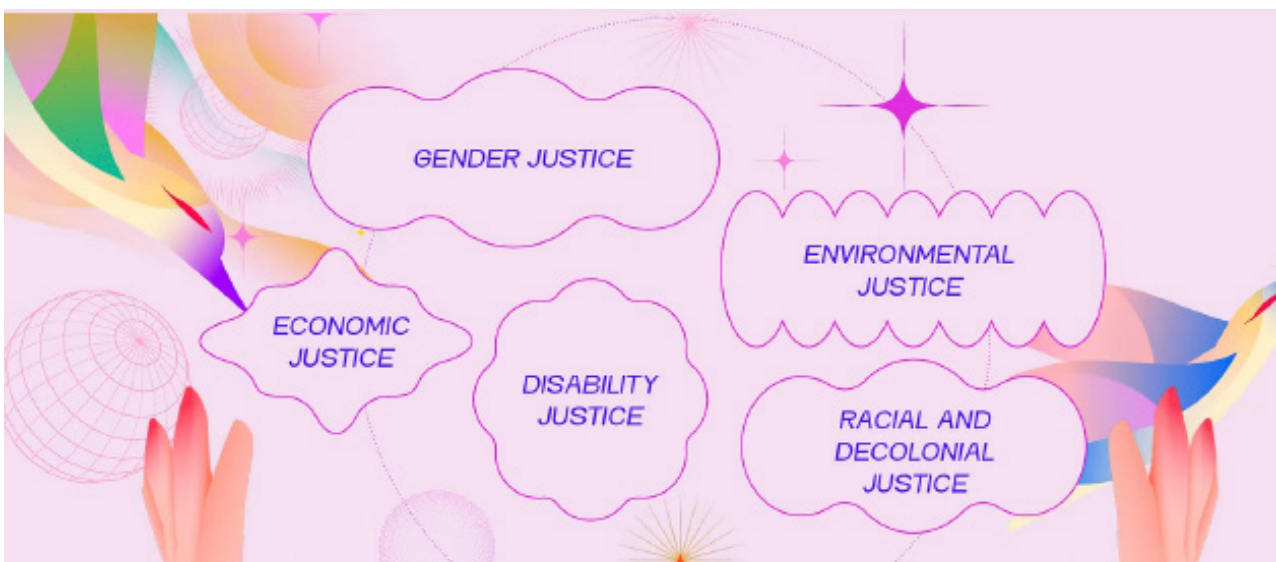 GENDER JUSTICE
ENVIRONMENTAL
JUSTICE
ECONOMIC
JUSTICE
DISABILITY
JUSTICE
RACIAL AND
DECOLONIAL
JUSTICE